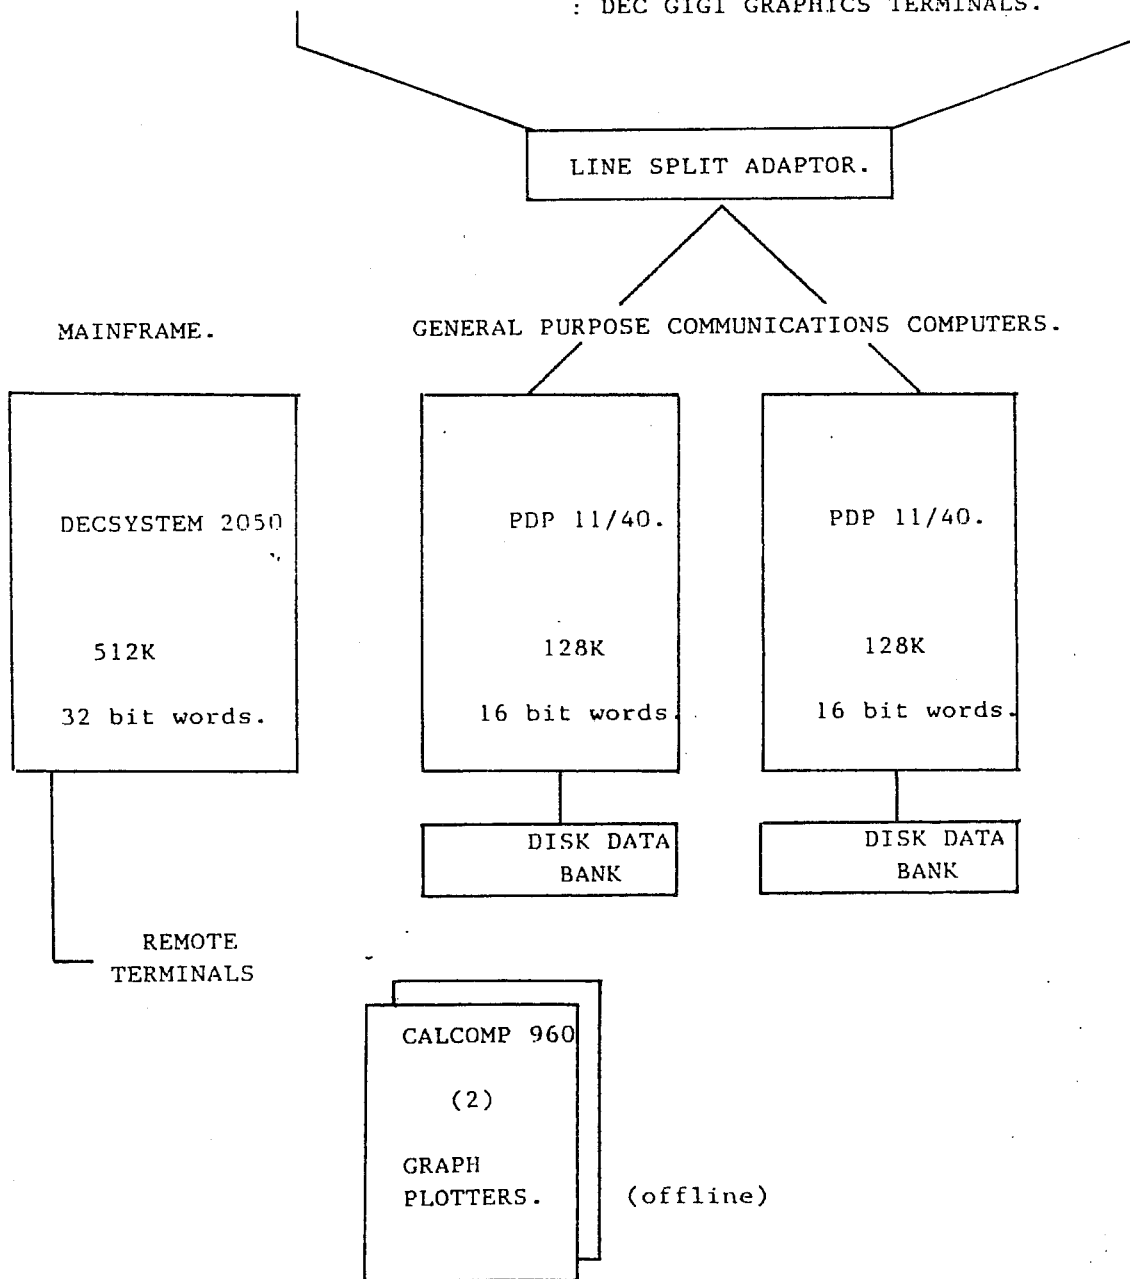 : DEC GIGI GRAPHICS TERMINALS.
LINE SPLIT ADAPTOR.
MAINFRAME.
GENERAL PURPOSE COMMUNICATIONS COMPUTERS.
DECSYSTEM 2050
PDP 11/40.
PDP 11/40.
512K
128K
128K
32 bit words.
16 bit words.
16 bit words.
DISK DATA
BANK
DISK DATA
BANK
REMOTE
TERMINALS
CALCOMP 960
(2)
GRAPH
PLOTTERS.
(offline)